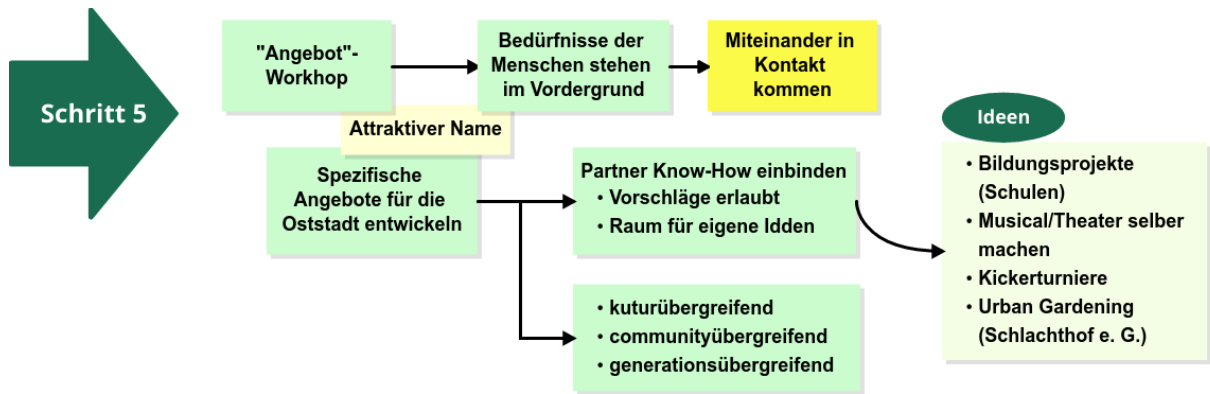 Schritt 5
"Angebot"-
Workhop
Bedürfnisse der
Menschen stehen
im Vordergrund
Miteinander in
Kontakt
kommen
Attraktiver Name
Spezifische
Angebote für die
Oststadt entwickeln
Partner Know-How einbinden
• Vorschläge erlaubt
• Raum für eigene Idden
• kuturübergreifend
• communityübergreifend
• generationsübergreifend
Ideen
• Bildungsprojekte
(Schulen)
• Musical/Theater selber
machen
• Kickerturniere
• Urban Gardening
(Schlachthof e. G.)